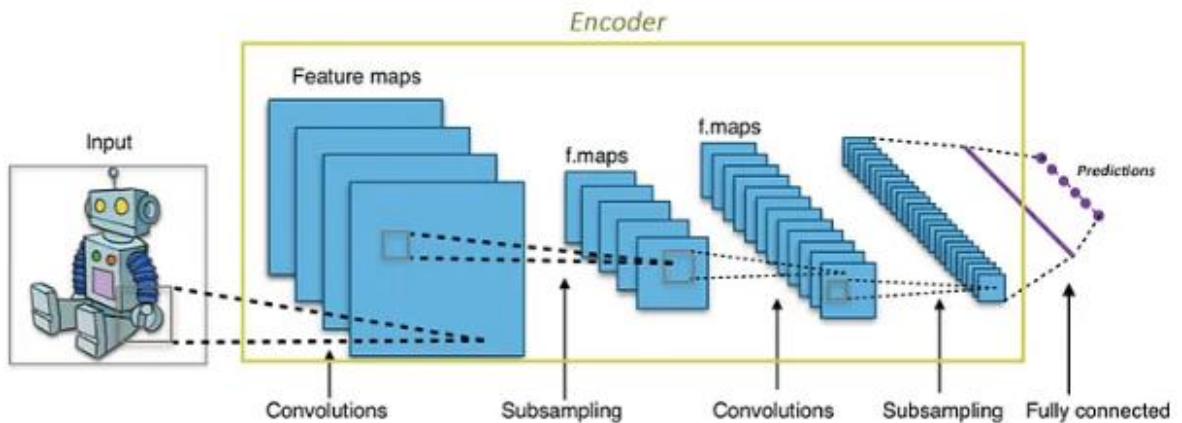 Encoder
Feature maps
Input
f.maps
f.maps
Predictions
Convolutions
Subsampling
Convolutions
Subsampling
Fully connected